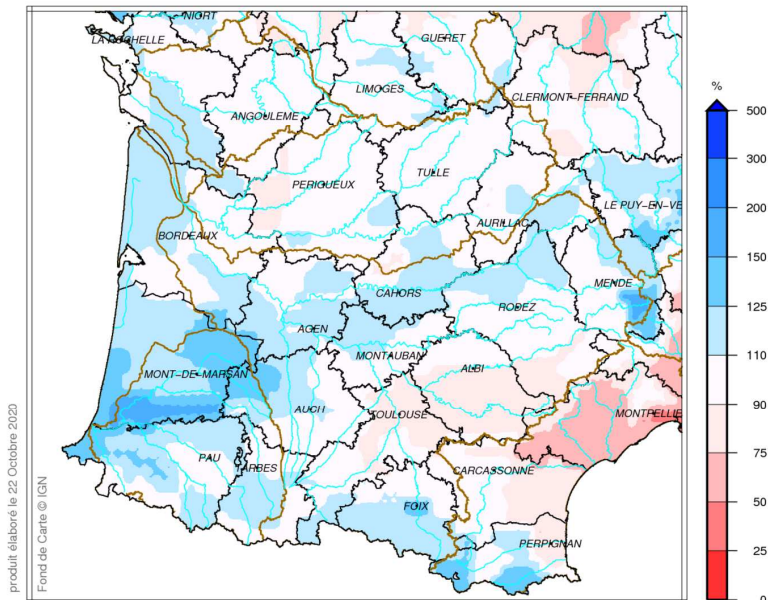 NIORT
LA ROCHELLE
GUERET
LIMOGES
CLERMONT-FERRAND
ANGOULEME
PERIGUEUX
TULLE
AURILLAC
LE PUY-EN-VE
BORDEAUX
CAHORS
MENDE
RODEZ
AGEN
MONTAUBAN
MONT-DE-MARSAN
ALBI
AUCH
TOULOUSE
MONTPELLIE
PAU
TARBES
CARCASSONNE
FOIX
PERPIGNAN
%
500
300
200
150
125
110
90
75
50
25
0
produit élaboré le 22 Octobre 2020
Fond de Carte © IGN